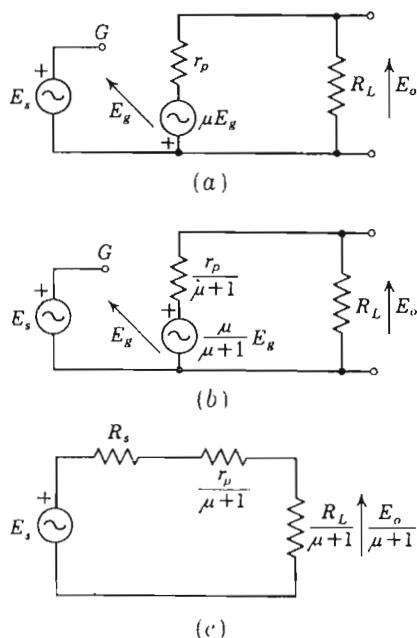 G
+
E_s
E_g
r_p
μE_g
+
R_L
E_o
(a)
G
+
E_s
E_g
r_p/(μ+1)
+
μ/(μ+1) E_g
R_L
E_o
(b)
R_s
r_p/(μ+1)
+
E_s
R_L/(μ+1)
E_o/(μ+1)
(c)